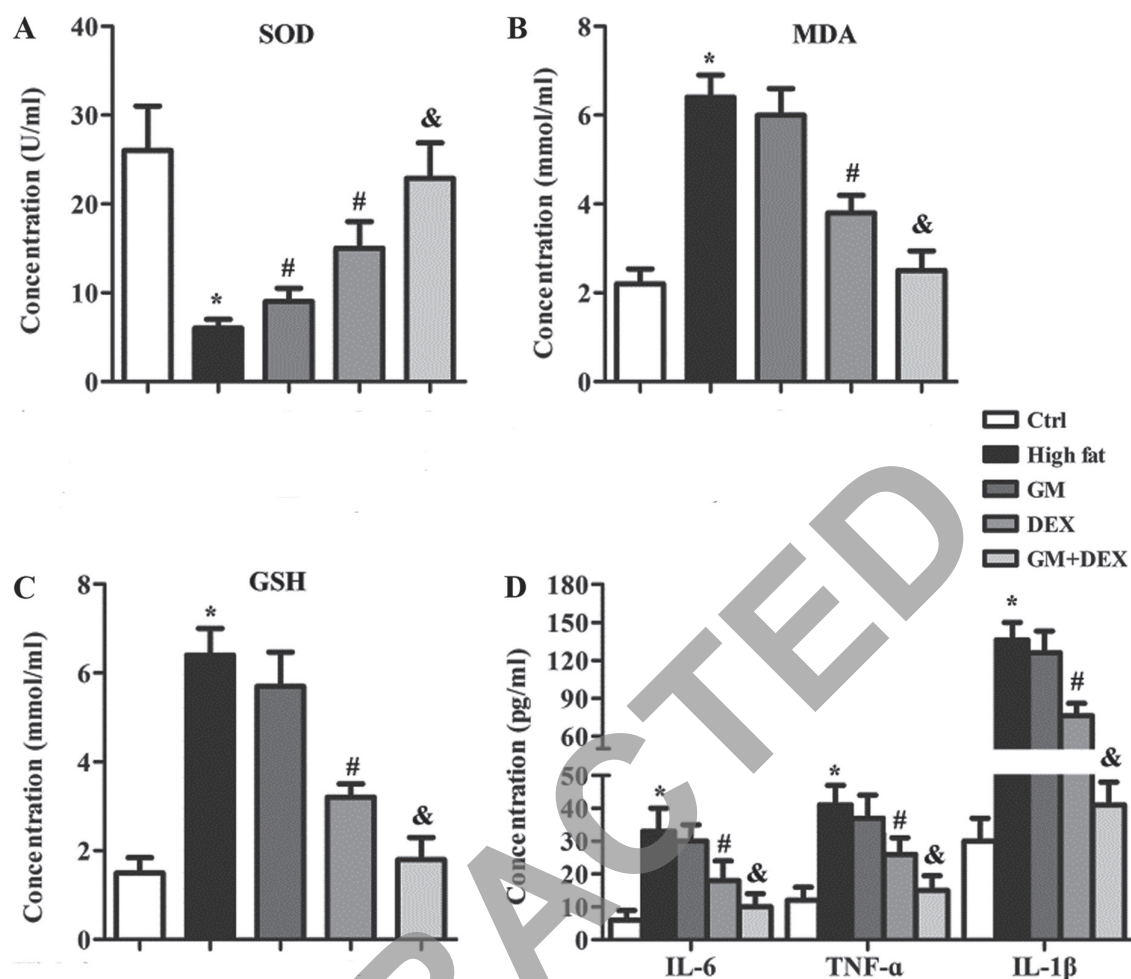 A
SOD
Concentration (U/ml)
40
30
20
10
0
*
#
#
&
B
MDA
Concentration (mmol/ml)
8
6
4
2
0
*
#
&
Ctrl
High fat
GM
DEX
GM+DEX
C
GSH
Concentration (mmol/ml)
8
6
4
2
0
*
#
&
D
Concentration (pg/ml)
180
150
120
90
60
50
40
30
20
10
0
*
#
&
*
#
&
*
#
&
IL-6
TNF-α
IL-1β
RACTED